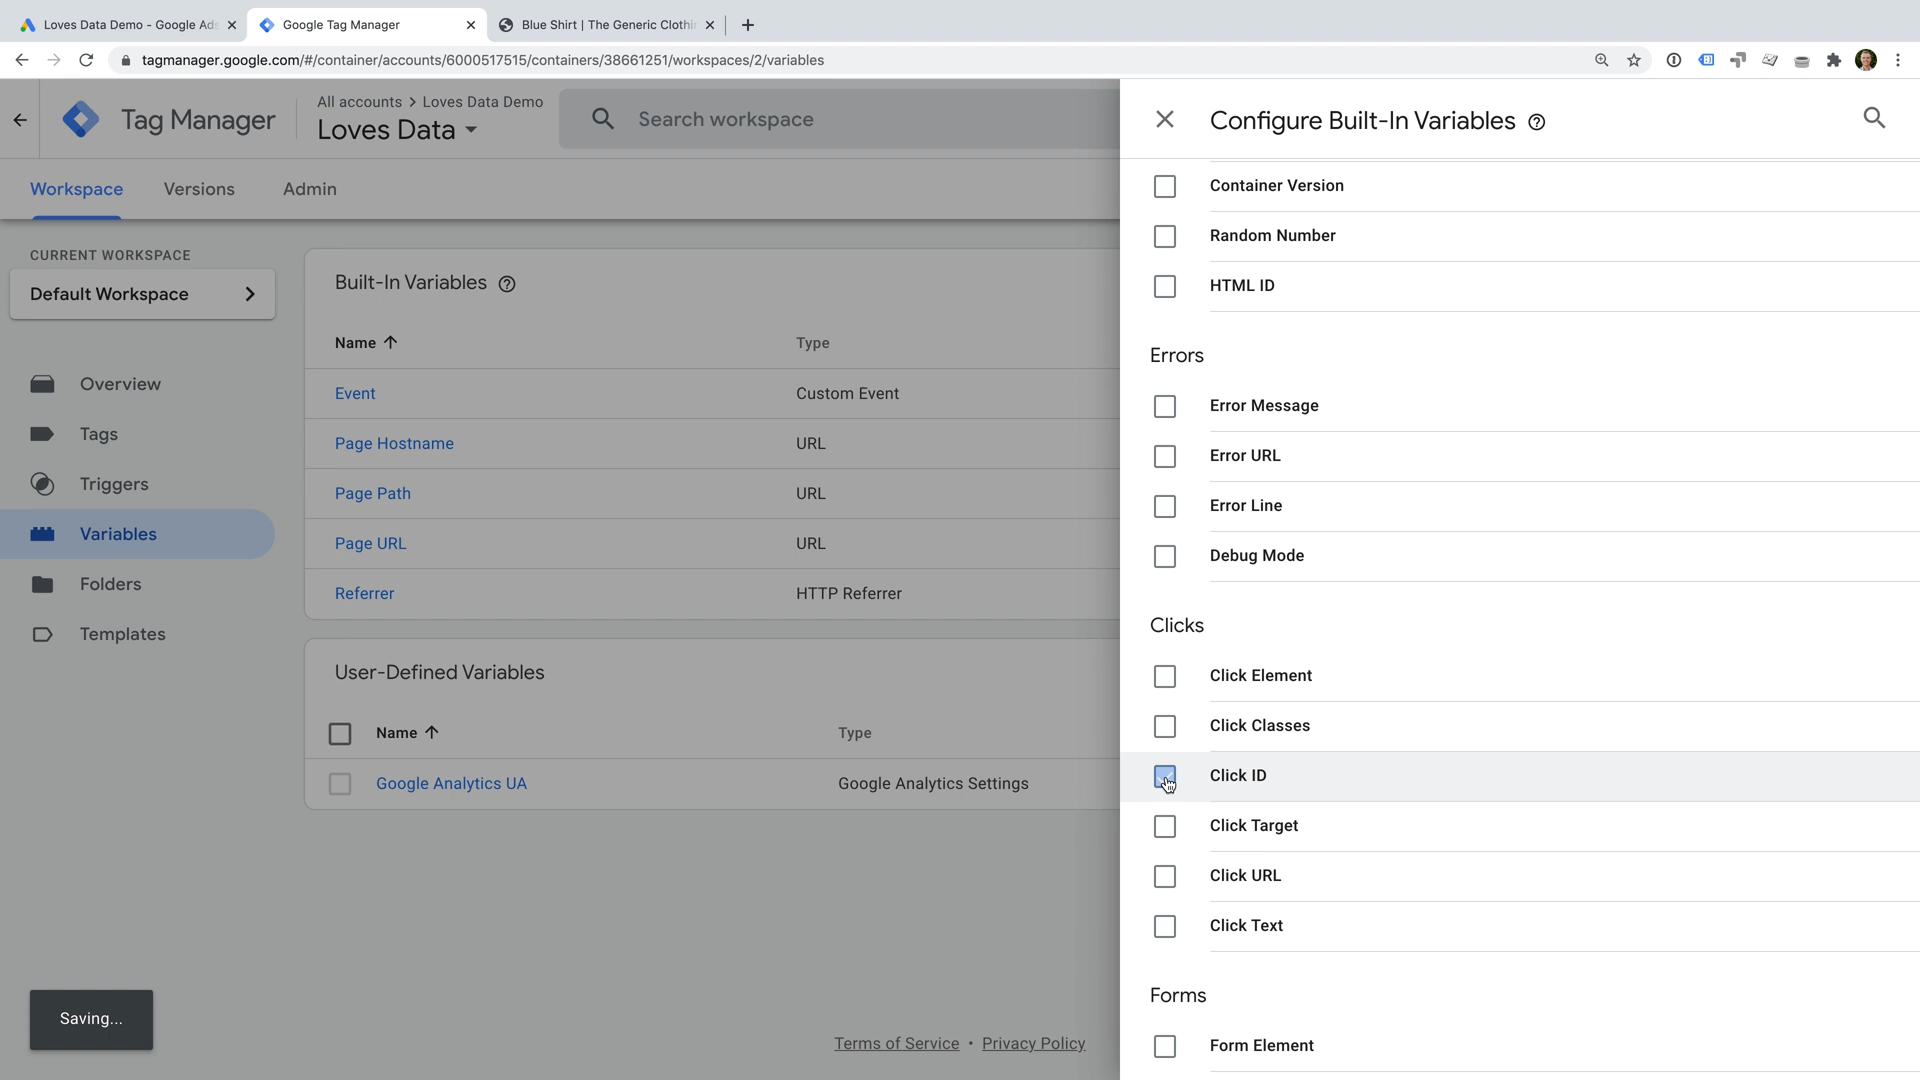 Loves Data Demo - Google Ads
Google Tag Manager
Blue Shirt | The Generic Clothi
tagmanager.google.com/#/container/accounts/6000517515/containers/38661251/workspaces/2/variables
Tag Manager
All accounts > Loves Data Demo
Loves Data
Search workspace
Configure Built-In Variables
Workspace
Versions
Admin
CURRENT WORKSPACE
Default Workspace
Overview
Tags
Triggers
Variables
Folders
Templates
Built-In Variables
Name
Type
Event
Custom Event
Page Hostname
URL
Page Path
URL
Page URL
URL
Referrer
HTTP Referrer
User-Defined Variables
Name
Type
Google Analytics UA
Google Analytics Settings
Container Version
Random Number
HTML ID
Errors
Error Message
Error URL
Error Line
Debug Mode
Clicks
Click Element
Click Classes
Click ID
Click Target
Click URL
Click Text
Forms
Form Element
Saving...
Terms of Service • Privacy Policy